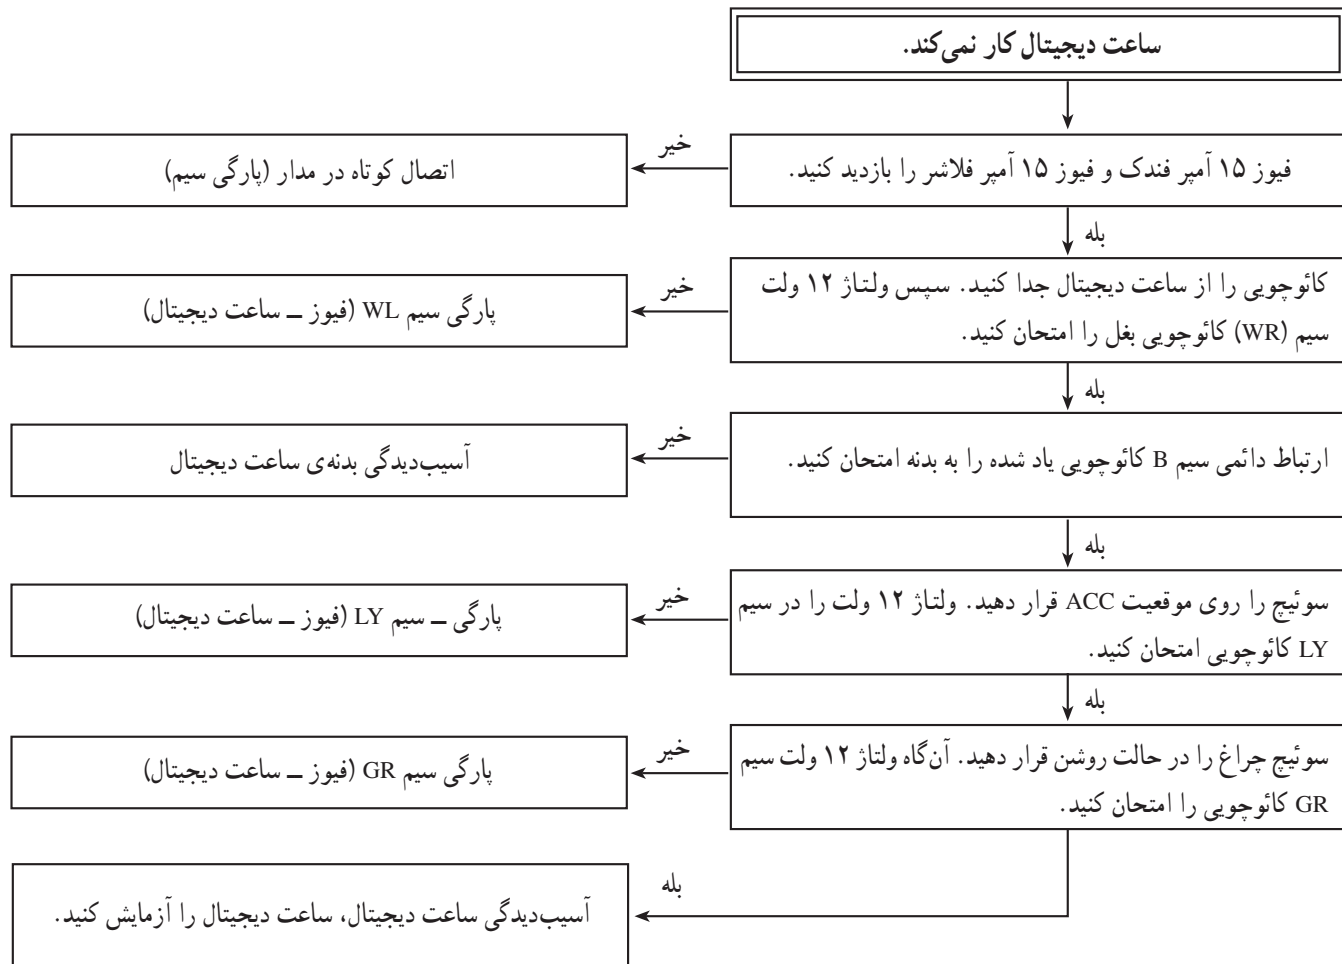 ساعت دیجیتال کار نمی‌کند.
فیوز ۱۵ آمپر فندک و فیوز ۱۵ آمپر فلاشر را بازدید کنید.
خیر
اتصال کوتاه در مدار (پارگی سیم)
بله
کائوچویی را از ساعت دیجیتال جدا کنید. سپس ولتاژ ۱۲ ولت
سیم (WR) کائوچویی بغل را امتحان کنید.
خیر
پارگی سیم WL (فیوز ــ ساعت دیجیتال)
بله
ارتباط دائمی سیم B کائوچویی یاد شده را به بدنه امتحان کنید.
خیر
آسیب‌دیدگی بدنه‌ی ساعت دیجیتال
بله
سوئیچ را روی موقعیت ACC قرار دهید. ولتاژ ۱۲ ولت را در سیم
LY کائوچویی امتحان کنید.
خیر
پارگی ــ سیم LY (فیوز ــ ساعت دیجیتال)
بله
سوئیچ چراغ را در حالت روشن قرار دهید. آن‌گاه ولتاژ ۱۲ ولت سیم
GR کائوچویی را امتحان کنید.
خیر
پارگی سیم GR (فیوز ــ ساعت دیجیتال)
بله
آسیب‌دیدگی ساعت دیجیتال، ساعت دیجیتال را آزمایش کنید.